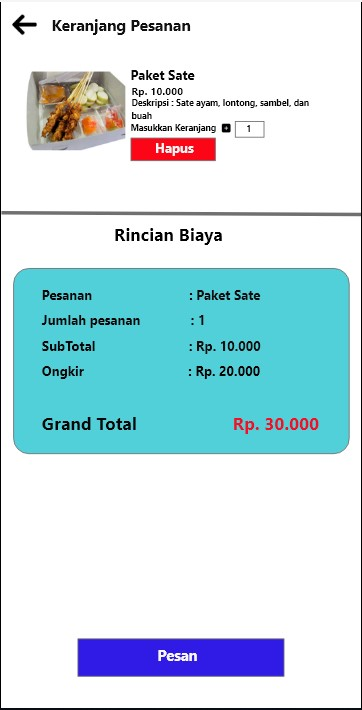 Keranjang Pesanan
Paket Sate
Rp. 10.000
Deskripsi : Sate ayam, lontong, sambel, dan
buah
Masukkan Keranjang 1
Hapus
Rincian Biaya
Pesanan : Paket Sate
Jumlah pesanan : 1
SubTotal : Rp. 10.000
Ongkir : Rp. 20.000
Grand Total Rp. 30.000
Pesan